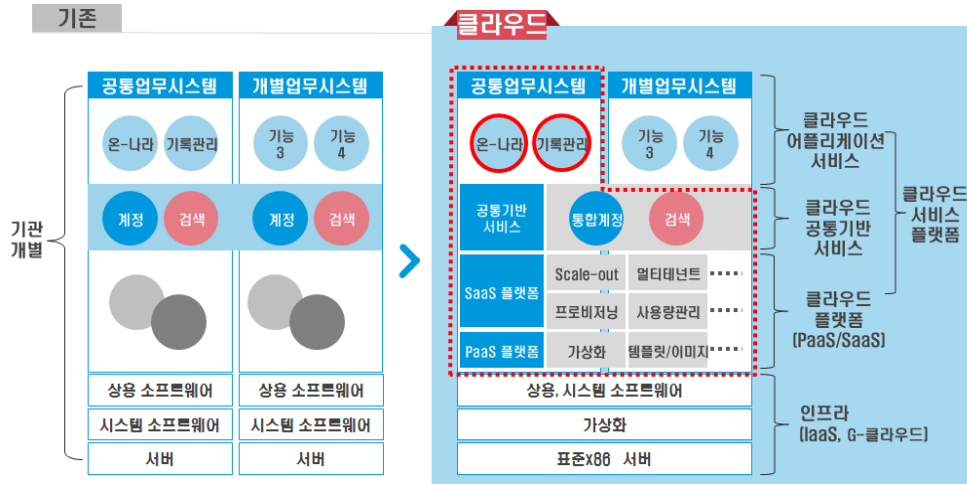 기존
클라우드
공통업무시스템
개별업무시스템
온-나라
기록관리
기능
3
기능
4
계정
검색
계정
검색
기관
개별
상용 소프트웨어
상용 소프트웨어
시스템 소프트웨어
시스템 소프트웨어
서버
서버
공통업무시스템
개별업무시스템
온-나라
기록관리
기능
3
기능
4
공통기반
서비스
통합계정
검색
SaaS 플랫폼
Scale-out
멀티테넌트
프로비저닝
사용량관리
PaaS 플랫폼
가상화
템플릿/이미지
상용, 시스템 소프트웨어
가상화
표준x86 서버
클라우드
어플리케이션
서비스
클라우드
공통기반
서비스
클라우드
플랫폼
(PaaS/SaaS)
클라우드
서비스
플랫폼
인프라
(IaaS, G-클라우드)